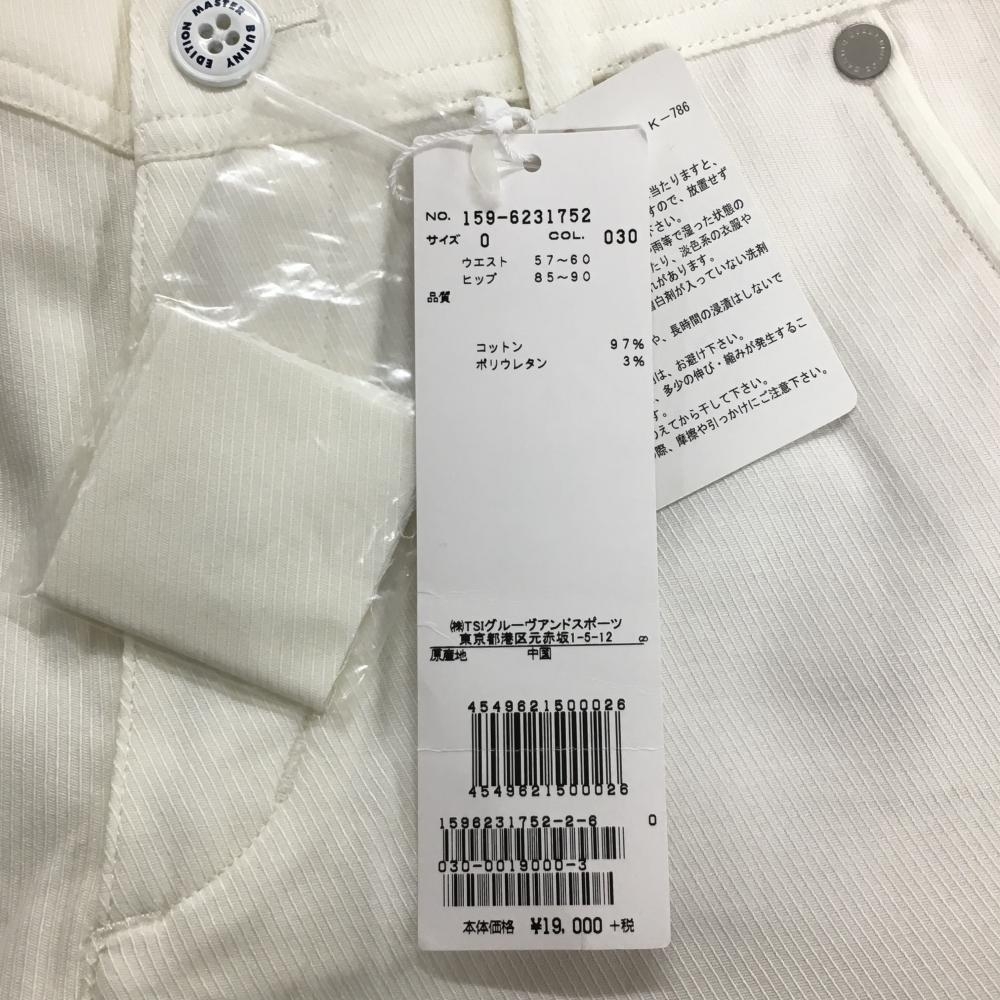 MASTER BUNNY EDITION
K-786
NO. 159-6231752
サイズ 0 COL. 030
ウエスト 57~60
ヒップ 85~90
品質
コットン 97%
ポリウレタン 3%
㈱TSIグルーヴアンドスポーツ
東京都港区元赤坂1-5-12
原産地 中国
4549621500026
4549621500026
1596231752-2-6 0
030-0019000-3
本体価格 ¥19,000 +税
当たりますと、
すので、放置せず
下さい。
雨等で湿った状態の
たり、淡色系の衣服や
れがあります。
白剤が入っていない洗剤
や、長時間の浸漬はしないで
は、お避け下さい。
、多少の伸び・縮みが発生するこ
す。
えてから干して下さい。
際、摩擦や引っかけにご注意下さい。